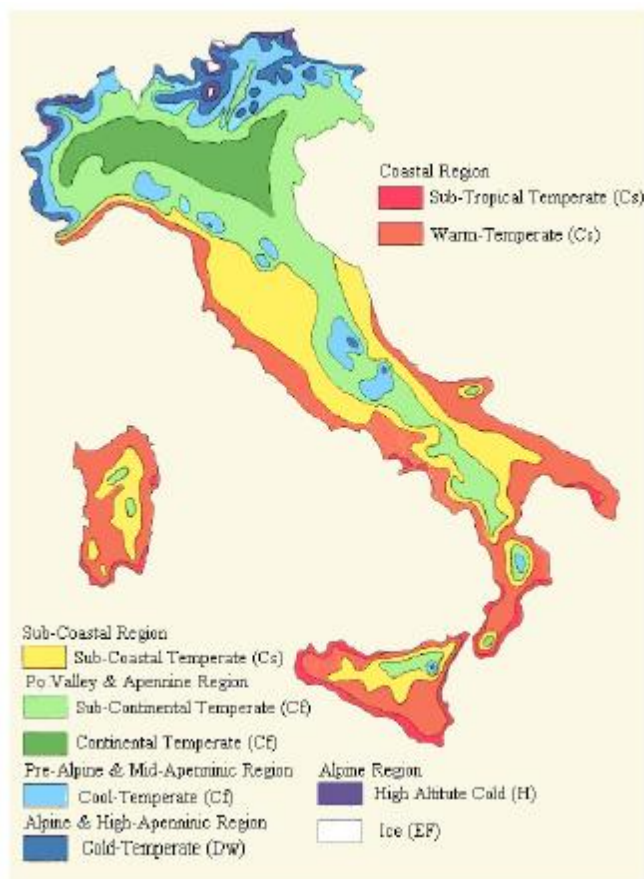 Coastal Region
Sub-Tropical Temperate (Cs)
Warm-Temperate (Cs)
Sub-Coastal Region
Sub-Coastal Temperate (Cs)
Po Valley & Apennine Region
Sub-Continental Temperate (Cf)
Continental Temperate (Cf)
Pre-Alpine & Mid-Apenninic Region
Cool-Temperate (Cf)
Alpine & High-Apenninic Region
Cold-Temperate (Dw)
Alpine Region
High Altitute Cold (H)
Ice (EF)